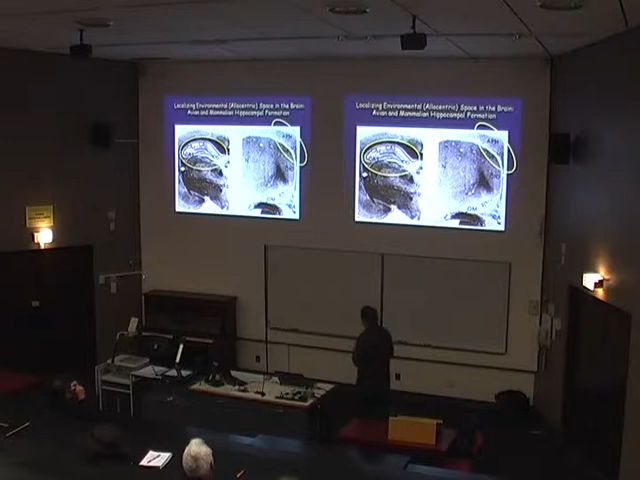 Localizing Environmental (Allocentric) Space in the Brain:
Avian and Mammalian Hippocampal Formation
Localizing Environmental (Allocentric) Space in the Brain:
Avian and Mammalian Hippocampal Formation